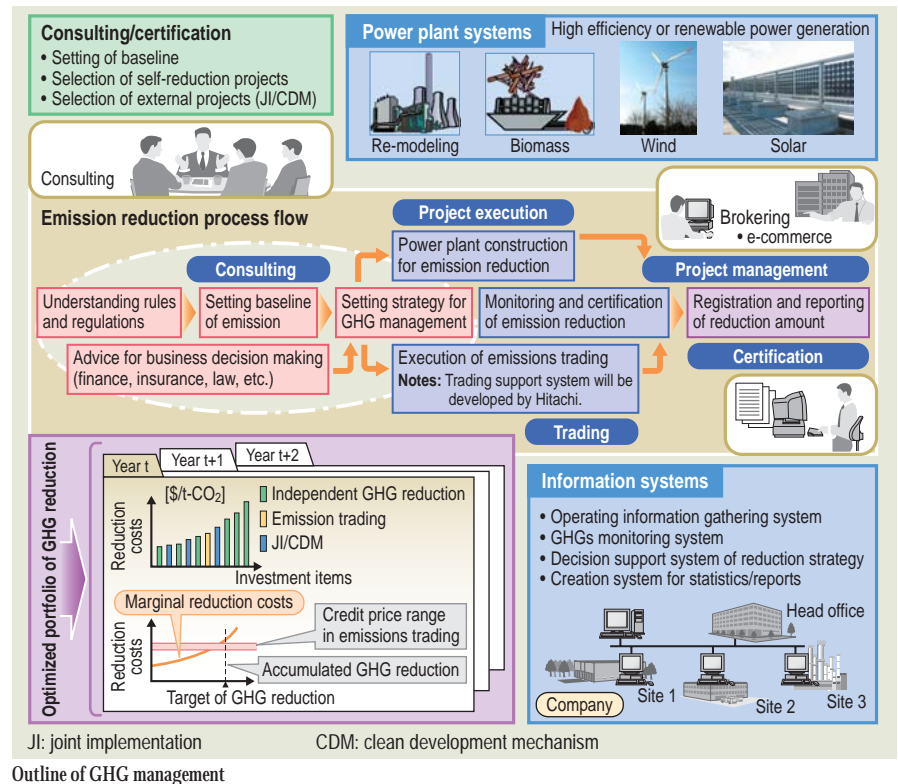 Consulting/certification
• Setting of baseline
• Selection of self-reduction projects
• Selection of external projects (JI/CDM)
Power plant systems
High efficiency or renewable power generation
Re-modeling
Biomass
Wind
Solar
Consulting
Brokering
• e-commerce
Emission reduction process flow
Project execution
Power plant construction
for emission reduction
Consulting
Project management
Understanding rules
and regulations
Setting baseline
of emission
Setting strategy for
GHG management
Monitoring and certification
of emission reduction
Registration and reporting
of reduction amount
Advice for business decision making
(finance, insurance, law, etc.)
Execution of emissions trading
Notes: Trading support system will be
developed by Hitachi.
Certification
Trading
Optimized portfolio of GHG reduction
Year t
Year t+1
Year t+2
[$/t-CO₂]
Reduction
costs
Independent GHG reduction
Emission trading
JI/CDM
Investment items
Marginal reduction costs
Credit price range
in emissions trading
Reduction
costs
Accumulated GHG reduction
Target of GHG reduction
Information systems
• Operating information gathering system
• GHGs monitoring system
• Decision support system of reduction strategy
• Creation system for statistics/reports
Head office
Site 1
Site 2
Site 3
Company
JI: joint implementation
CDM: clean development mechanism
Outline of GHG management